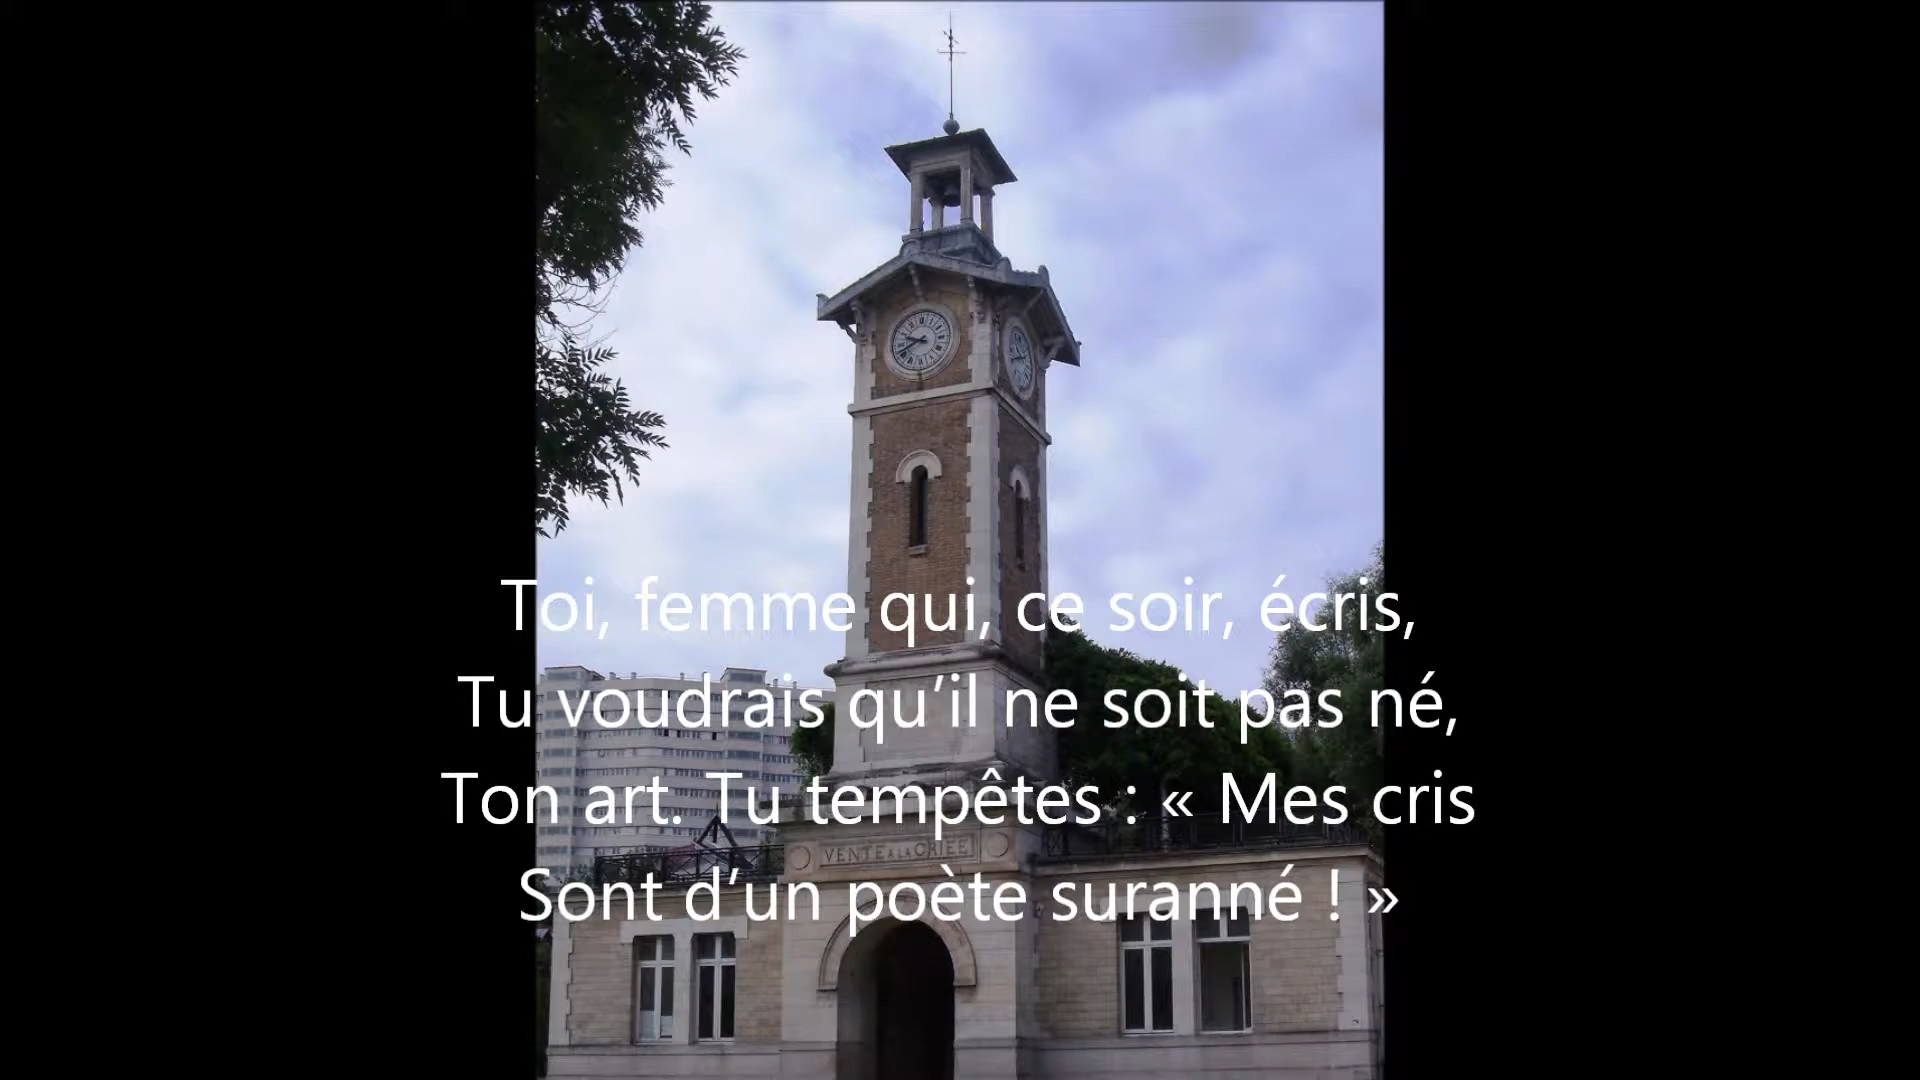 Toi, femme qui, ce soir, écris,
Tu voudrais qu’il ne soit pas né,
Ton art. Tu tempêtes : « Mes cris
VENTE A LA CRIEE
Sont d’un poète suranné ! »